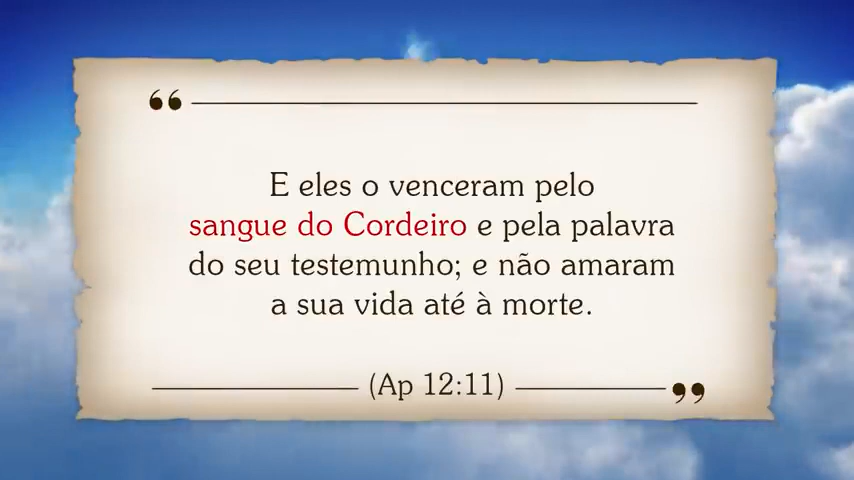 “
E eles o venceram pelo
sangue do Cordeiro e pela palavra
do seu testemunho; e não amaram
a sua vida até à morte.
(Ap 12:11)
”